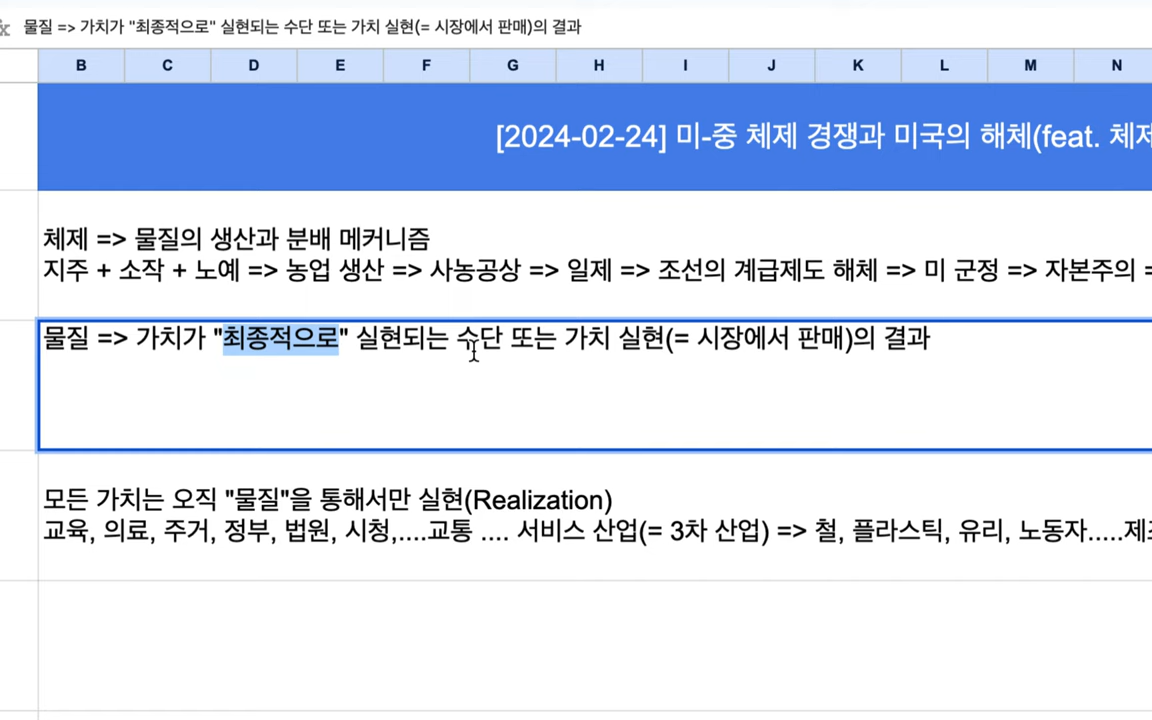 물질 => 가치가 "최종적으로" 실현되는 수단 또는 가치 실현(= 시장에서 판매)의 결과
B C D E F G H I J K L M N
[2024-02-24] 미-중 체제 경쟁과 미국의 해체(feat. 체제
체제 => 물질의 생산과 분배 메커니즘
지주 + 소작 + 노예 => 농업 생산 => 사농공상 => 일제 => 조선의 계급제도 해체 => 미 군정 => 자본주의 =
물질 => 가치가 "최종적으로" 실현되는 수단 또는 가치 실현(= 시장에서 판매)의 결과
모든 가치는 오직 "물질"을 통해서만 실현(Realization)
교육, 의료, 주거, 정부, 법원, 시청,....교통 .... 서비스 산업(= 3차 산업) => 철, 플라스틱, 유리, 노동자.....제조